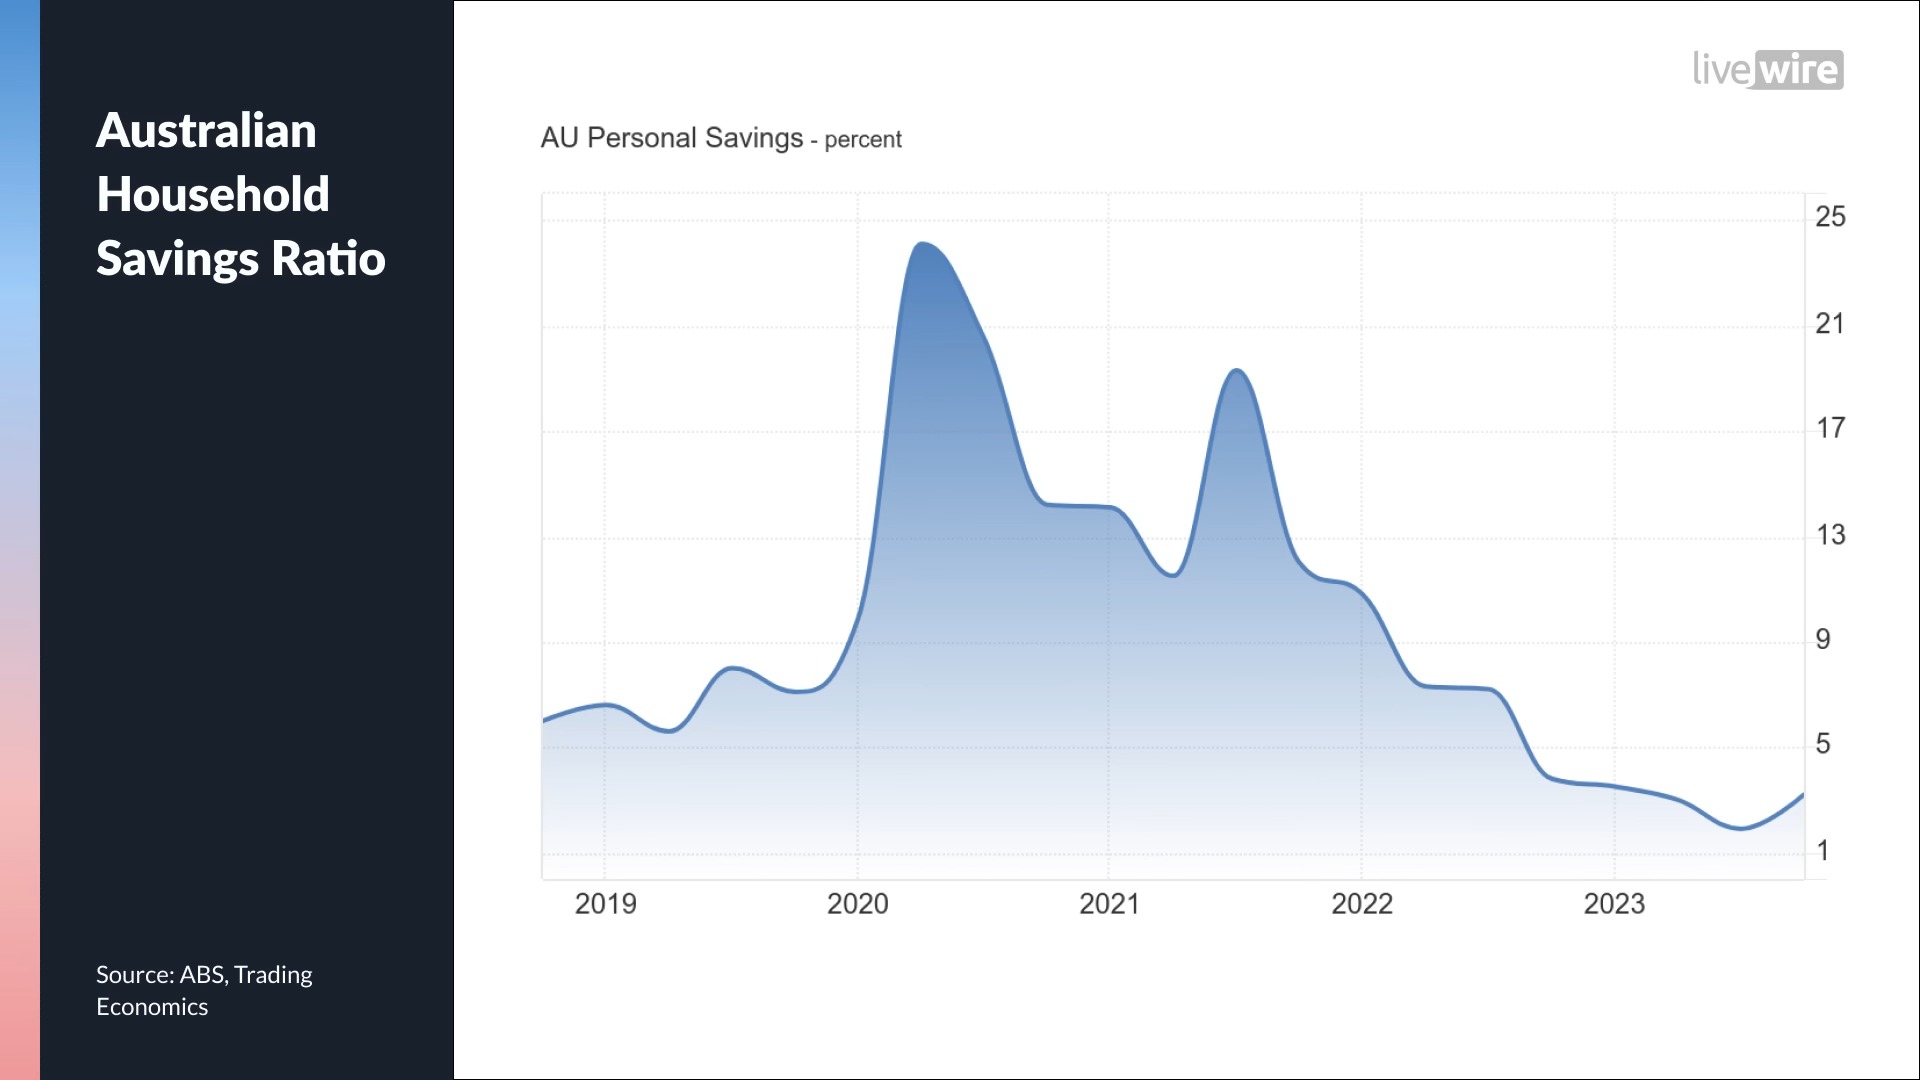 Australian
Household
Savings Ratio
livewire
AU Personal Savings - percent
25
21
17
13
9
5
1
2019 2020 2021 2022 2023
Source: ABS, Trading
Economics